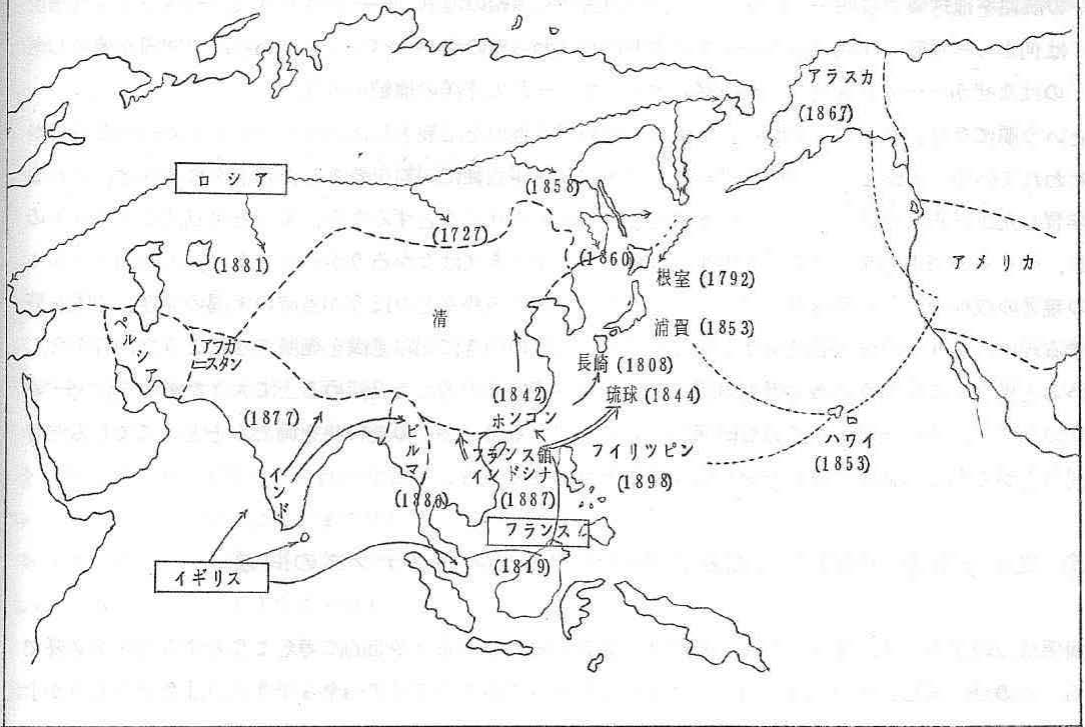 アラスカ
(1867)
ロシア
(1858)
(1727)
(1881)
(1860)
アメリカ
根室 (1792)
清
浦賀 (1853)
ペルシア
アフガ
ニスタン
長崎 (1808)
(1842)
琉球 (1844)
(1877)
ホンコン
ビルマ
フランス領
インドシナ
フィリツピン
ハワイ
(1853)
インド
(1886)
(1887)
(1898)
フランス
イギリス
(1819)